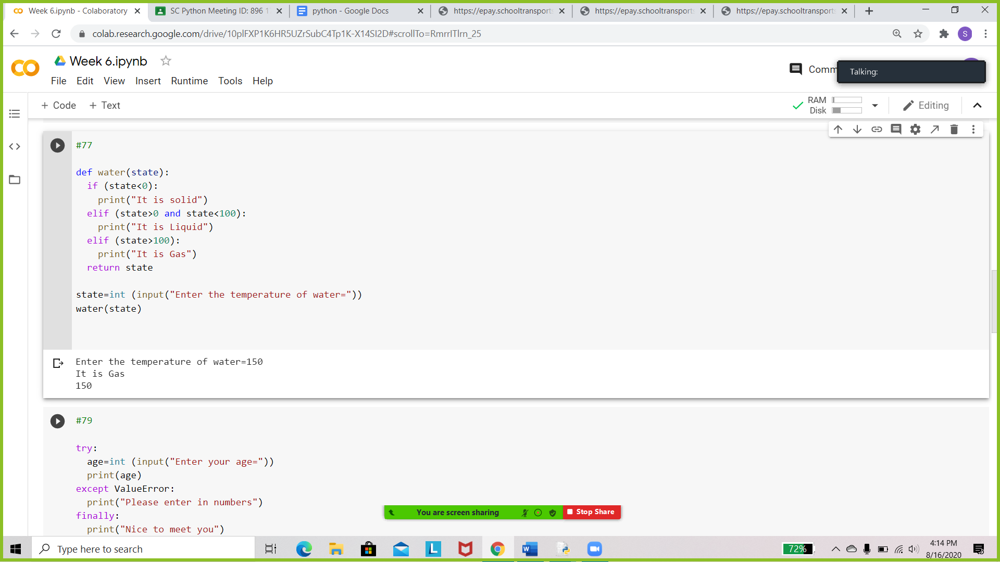 Week 6.ipynb - Colaboratory
SC Python Meeting ID: 896 1
python - Google Docs
https://epay.schooltransport
https://epay.schooltransports
https://epay.schooltransports
colab.research.google.com/drive/10plFXP1K6HR5UZrSubC4Tp1K-X14SI2D#scrollTo=RmrrITlrn_25
S
CO Week 6.ipynb
Comm
Talking:
File Edit View Insert Runtime Tools Help
+ Code + Text
RAM
Disk
Editing
#77
def water(state):
  if (state<0):
    print("It is solid")
  elif (state>0 and state<100):
    print("It is Liquid")
  elif (state>100):
    print("It is Gas")
  return state
state=int (input("Enter the temperature of water="))
water(state)
Enter the temperature of water=150
It is Gas
150
#79
try:
  age=int (input("Enter your age="))
  print(age)
except ValueError:
  print("Please enter in numbers")
finally:
  print("Nice to meet you")
You are screen sharing
Stop Share
Type here to search
L
W
72%
4:14 PM
8/16/2020